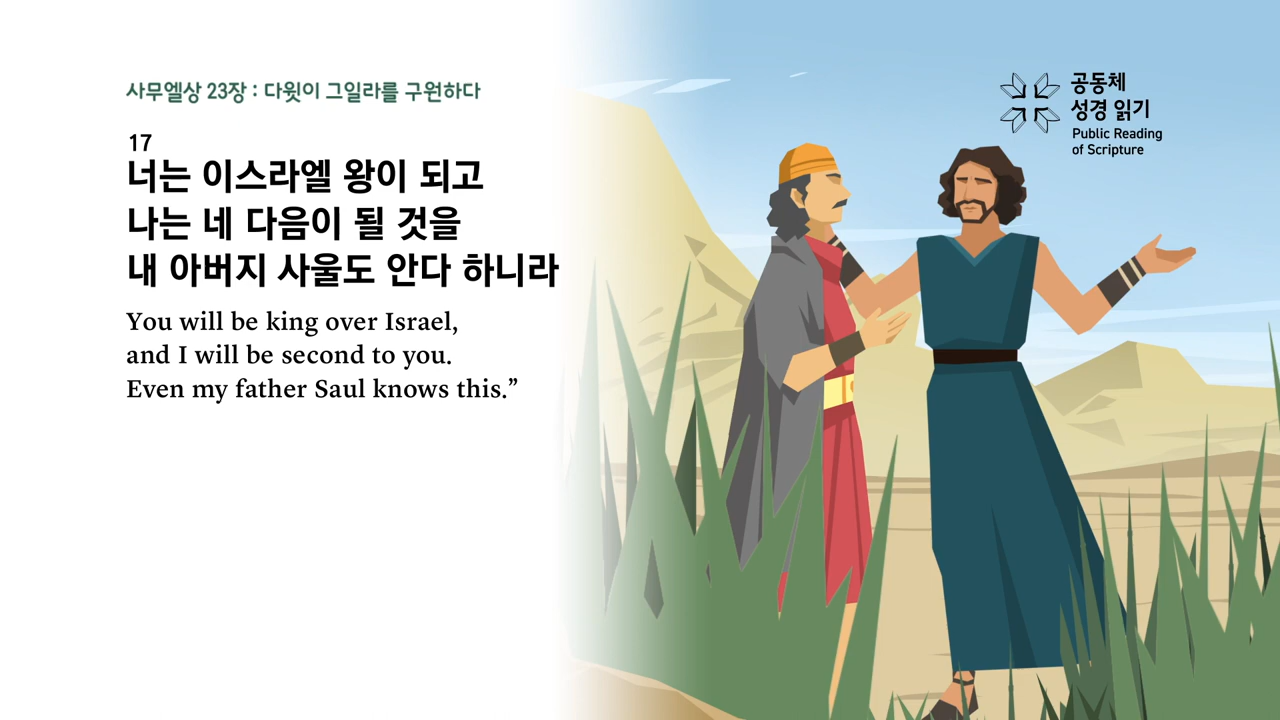 사무엘상 23장 : 다윗이 그일라를 구원하다
17
너는 이스라엘 왕이 되고
나는 네 다음이 될 것을
내 아버지 사울도 안다 하니라
You will be king over Israel,
and I will be second to you.
Even my father Saul knows this.”
공동체
성경 읽기
Public Reading
of Scripture